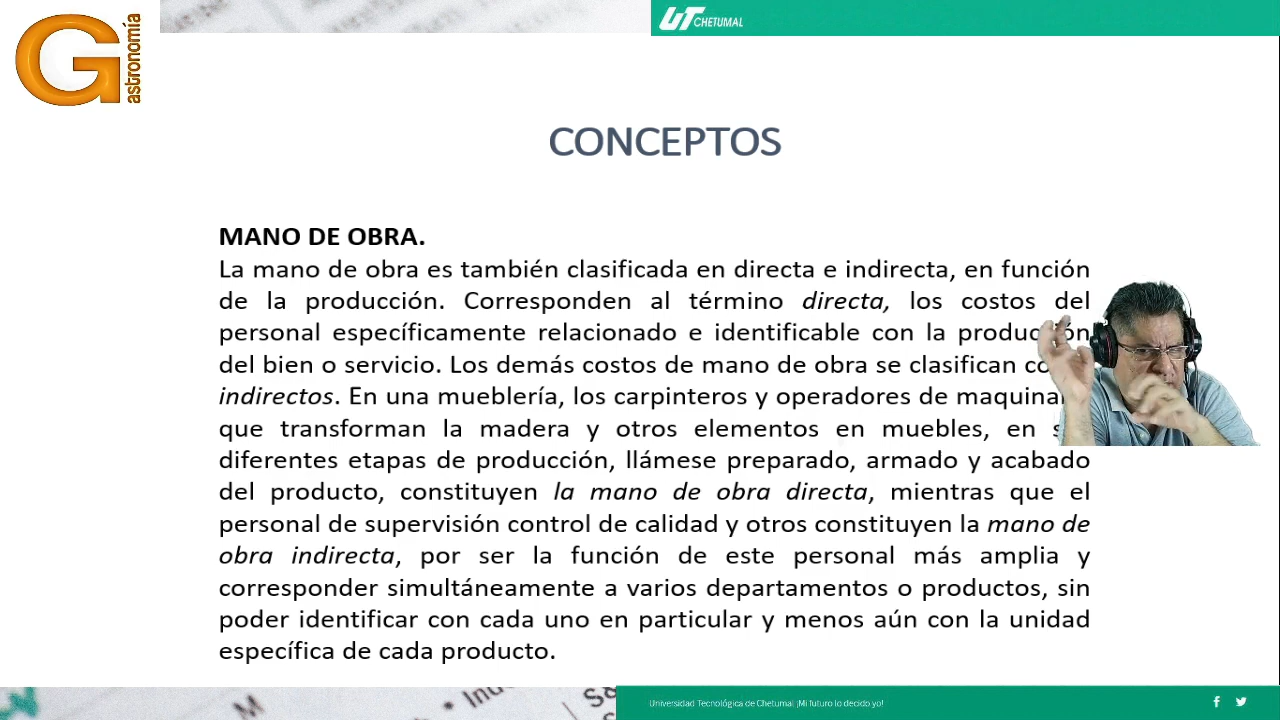 G
astronomía
UT CHETUMAL
CONCEPTOS
MANO DE OBRA.
La mano de obra es también clasificada en directa e indirecta, en función
de la producción. Corresponden al término directa, los costos del
personal específicamente relacionado e identificable con la producción
del bien o servicio. Los demás costos de mano de obra se clasifican
indirectos. En una mueblería, los carpinteros y operadores de
que transforman la madera y otros elementos en muebles, en
diferentes etapas de producción, llámese preparado, armado y acabado
del producto, constituyen la mano de obra directa, mientras que el
personal de supervisión control de calidad y otros constituyen la mano de
obra indirecta, por ser la función de este personal más amplia y
corresponder simultáneamente a varios departamentos o productos, sin
poder identificar con cada uno en particular y menos aún con la unidad
específica de cada producto.
Universidad Tecnológica de Chetumal ¡Mi futuro lo decido yo!